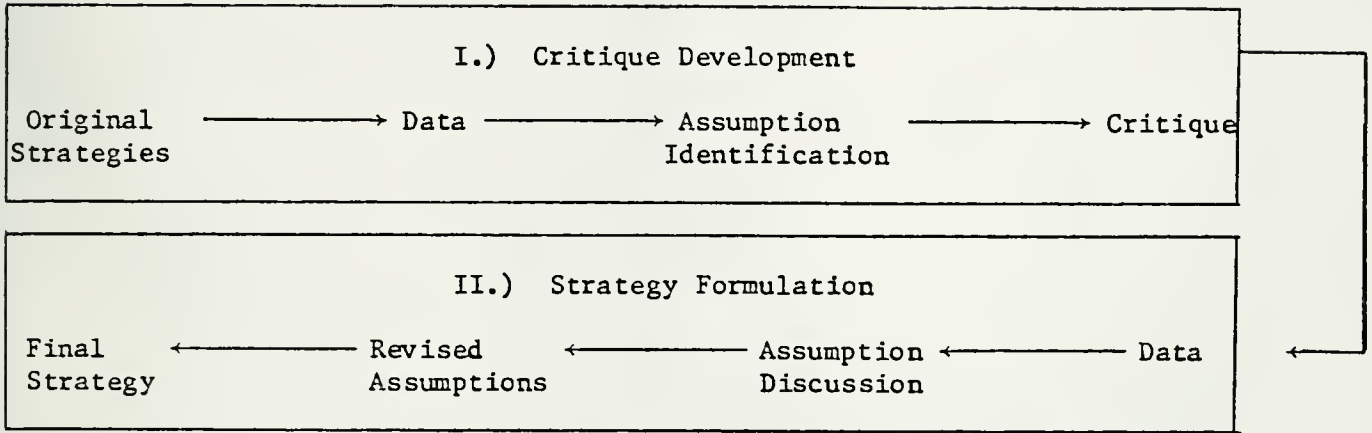 I.) Critique Development
Original Strategies Data Assumption Identification Critique
II.) Strategy Formulation
Final Strategy Revised Assumptions Assumption Discussion Data